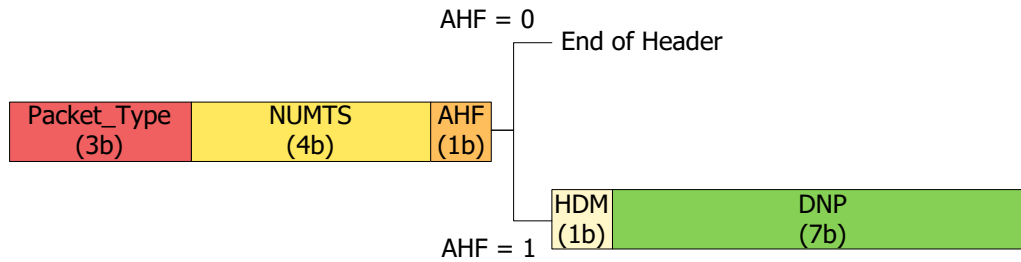 AHF = 0
End of Header
Packet_Type
(3b)
NUMTS
(4b)
AHF
(1b)
HDM
(1b)
DNP
(7b)
AHF = 1